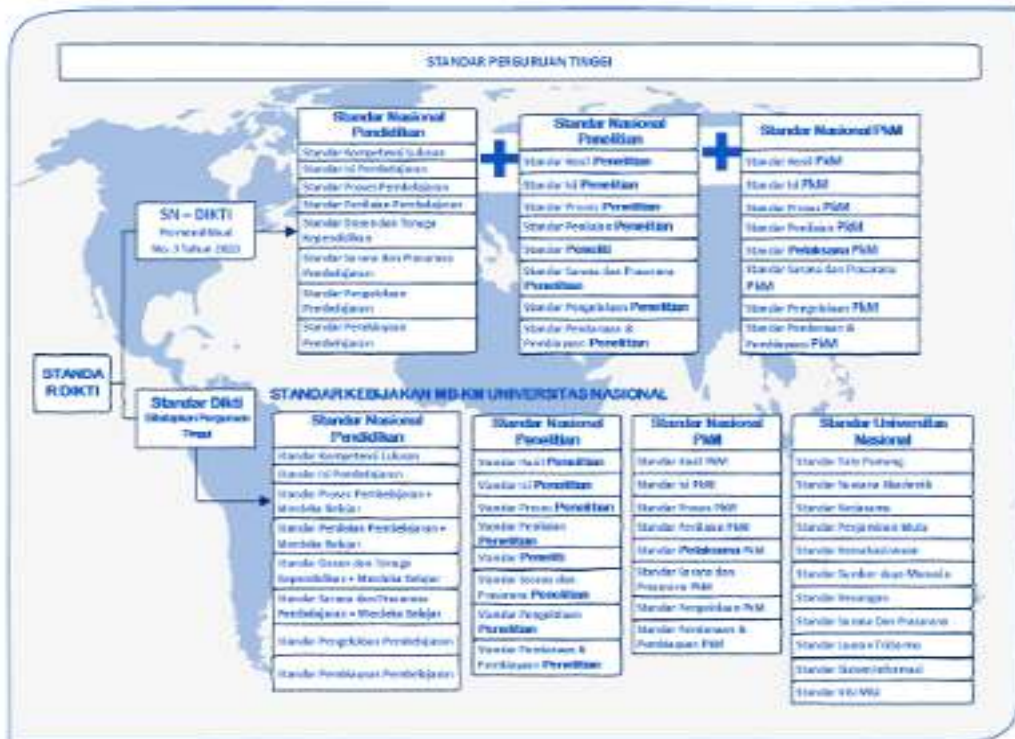 STANDAR PERGURUAN TINGGI
Standar Nasional
Pendidikan
Standar Kompetensi Lulusan
Standar Isi Pembelajaran
Standar Proses Pembelajaran
Standar Penilaian Pembelajaran
Standar Dosen dan Tenaga
Kependidikan
Standar Sarana dan Prasarana
Pembelajaran
Standar Pengelolaan
Pembelajaran
Standar Pembiayaan
Pembelajaran
Standar Nasional
Penelitian
Standar Hasil Penelitian
Standar Isi Penelitian
Standar Proses Penelitian
Standar Penilaian Penelitian
Standar Peneliti
Standar Sarana dan Prasarana
Penelitian
Standar Pengelolaan Penelitian
Standar Pendanaan &
Pembiayaan Penelitian
Standar Nasional PkM
Standar Hasil PkM
Standar Isi PkM
Standar Proses PkM
Standar Penilaian PkM
Standar Pelaksana PkM
Standar Sarana dan Prasarana
PkM
Standar Pengelolaan PkM
Standar Pendanaan &
Pembiayaan PkM
SN – DIKTI
No. 3 Tahun
STANDA
R DIKTI
Standar Dikti
Ditetapkan Perguruan
Tinggi
STANDAR KEBIJAKAN MB-KM UNIVERSITAS NASIONAL
Standar Nasional
Pendidikan
Standar Kompetensi Lulusan
Standar Isi Pembelajaran
Standar Proses Pembelajaran +
Merdeka Belajar
Standar Penilaian Pembelajaran +
Merdeka Belajar
Standar Dosen dan Tenaga
Kependidikan + Merdeka Belajar
Standar Sarana dan Prasarana
Pembelajaran + Merdeka Belajar
Standar Pengelolaan Pembelajaran
Standar Pembiayaan Pembelajaran
Standar Nasional
Penelitian
Standar Hasil Penelitian
Standar Isi Penelitian
Standar Proses Penelitian
Standar Penilaian
Penelitian
Standar Peneliti
Standar Sarana dan
Prasarana Penelitian
Standar Pengelolaan
Penelitian
Standar Pendanaan &
Pembiayaan Penelitian
Standar Nasional
PkM
Standar Hasil PkM
Standar Isi PkM
Standar Proses PkM
Standar Penilaian PkM
Standar Pelaksana PkM
Standar Sarana dan
Prasarana PkM
Standar Pengelolaan PkM
Standar Pendanaan &
Pembiayaan PkM
Standar Universitas
Nasional
Standar Tata Pamong
Standar Suasana Akademik
Standar Kerjasama
Standar Penjaminan Mutu
Standar Kemahasiswaan
Standar Sumber daya Manusia
Standar Keuangan
Standar Sarana Dan Prasarana
Standar Luaran Tridarma
Standar Sistem Informasi
Standar Visi Misi